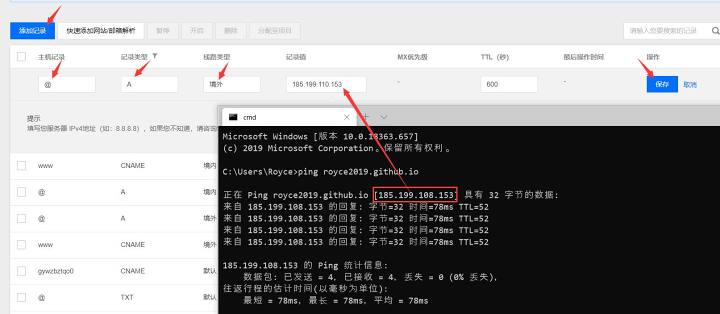 添加记录 快速添加网站/邮箱解析 暂停 开启 删除 分配至项目 请输入您要搜索的记录
主机记录 记录类型 线路类型 记录值 MX优先级 TTL（秒） 最后操作时间 操作
@ A 境外 185.199.110.153 - 600 - 保存 取消
提示
填写您服务器 IPv4地址（如：8.8.8.8），如果您不知道，请咨询
www CNAME 境内
@ A 境内
@ A 境外
www CNAME 境外
gywzbztqo0 CNAME 默认
@ TXT 默认
cmd
Microsoft Windows [版本 10.0.18363.657]
(c) 2019 Microsoft Corporation。保留所有权利。
C:\Users\Royce>ping royce2019.github.io
正在 Ping royce2019.github.io [185.199.108.153] 具有 32 字节的数据:
来自 185.199.108.153 的回复: 字节=32 时间=78ms TTL=52
来自 185.199.108.153 的回复: 字节=32 时间=78ms TTL=52
来自 185.199.108.153 的回复: 字节=32 时间=78ms TTL=52
来自 185.199.108.153 的回复: 字节=32 时间=78ms TTL=52
185.199.108.153 的 Ping 统计信息:
数据包: 已发送 = 4，已接收 = 4，丢失 = 0 (0% 丢失)，
往返行程的估计时间(以毫秒为单位):
最短 = 78ms，最长 = 78ms，平均 = 78ms